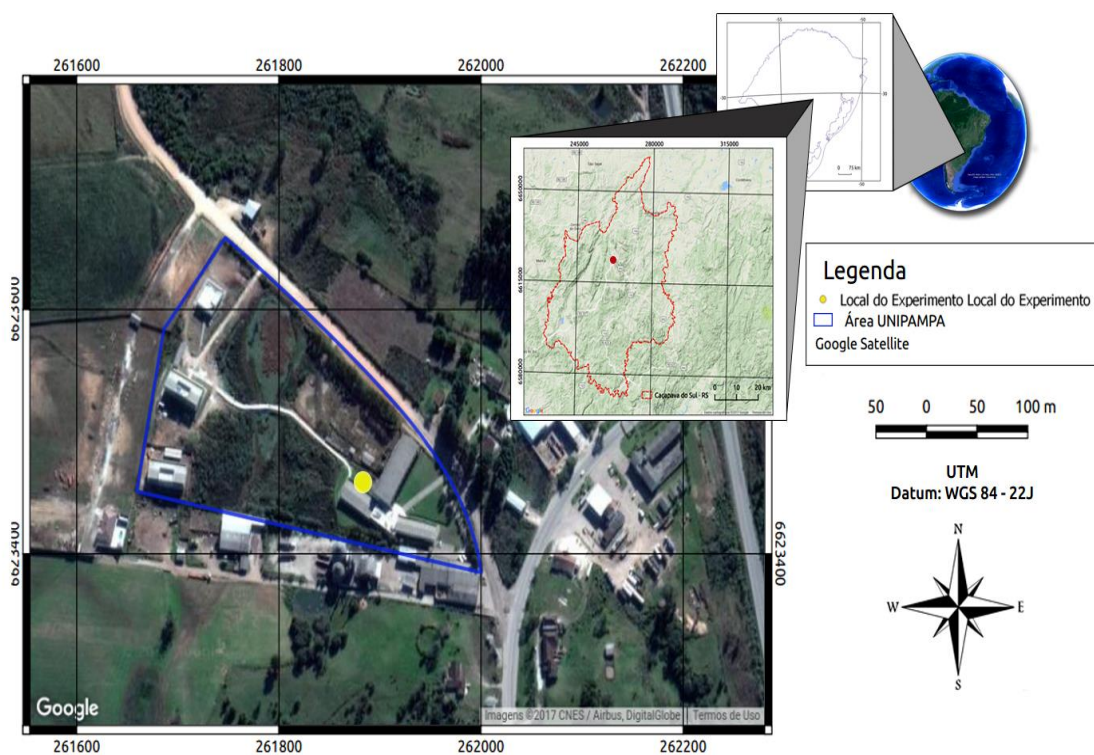 261600 261800 262000 262200
6623600
6623400
6623400
Google
Imagens ©2017 CNES / Airbus, DigitalGlobe Termos de Uso
261600 261800 262000 262200
245000 280000 315000
6650000
6615000
6580000
Caçapava do Sul - RS
0 10 20 km
Google
0 75 km
Legenda
Local do Experimento Local do Experimento
Área UNIPAMPA
Google Satellite
50 0 50 100 m
UTM
Datum: WGS 84 - 22J
N
W E
S